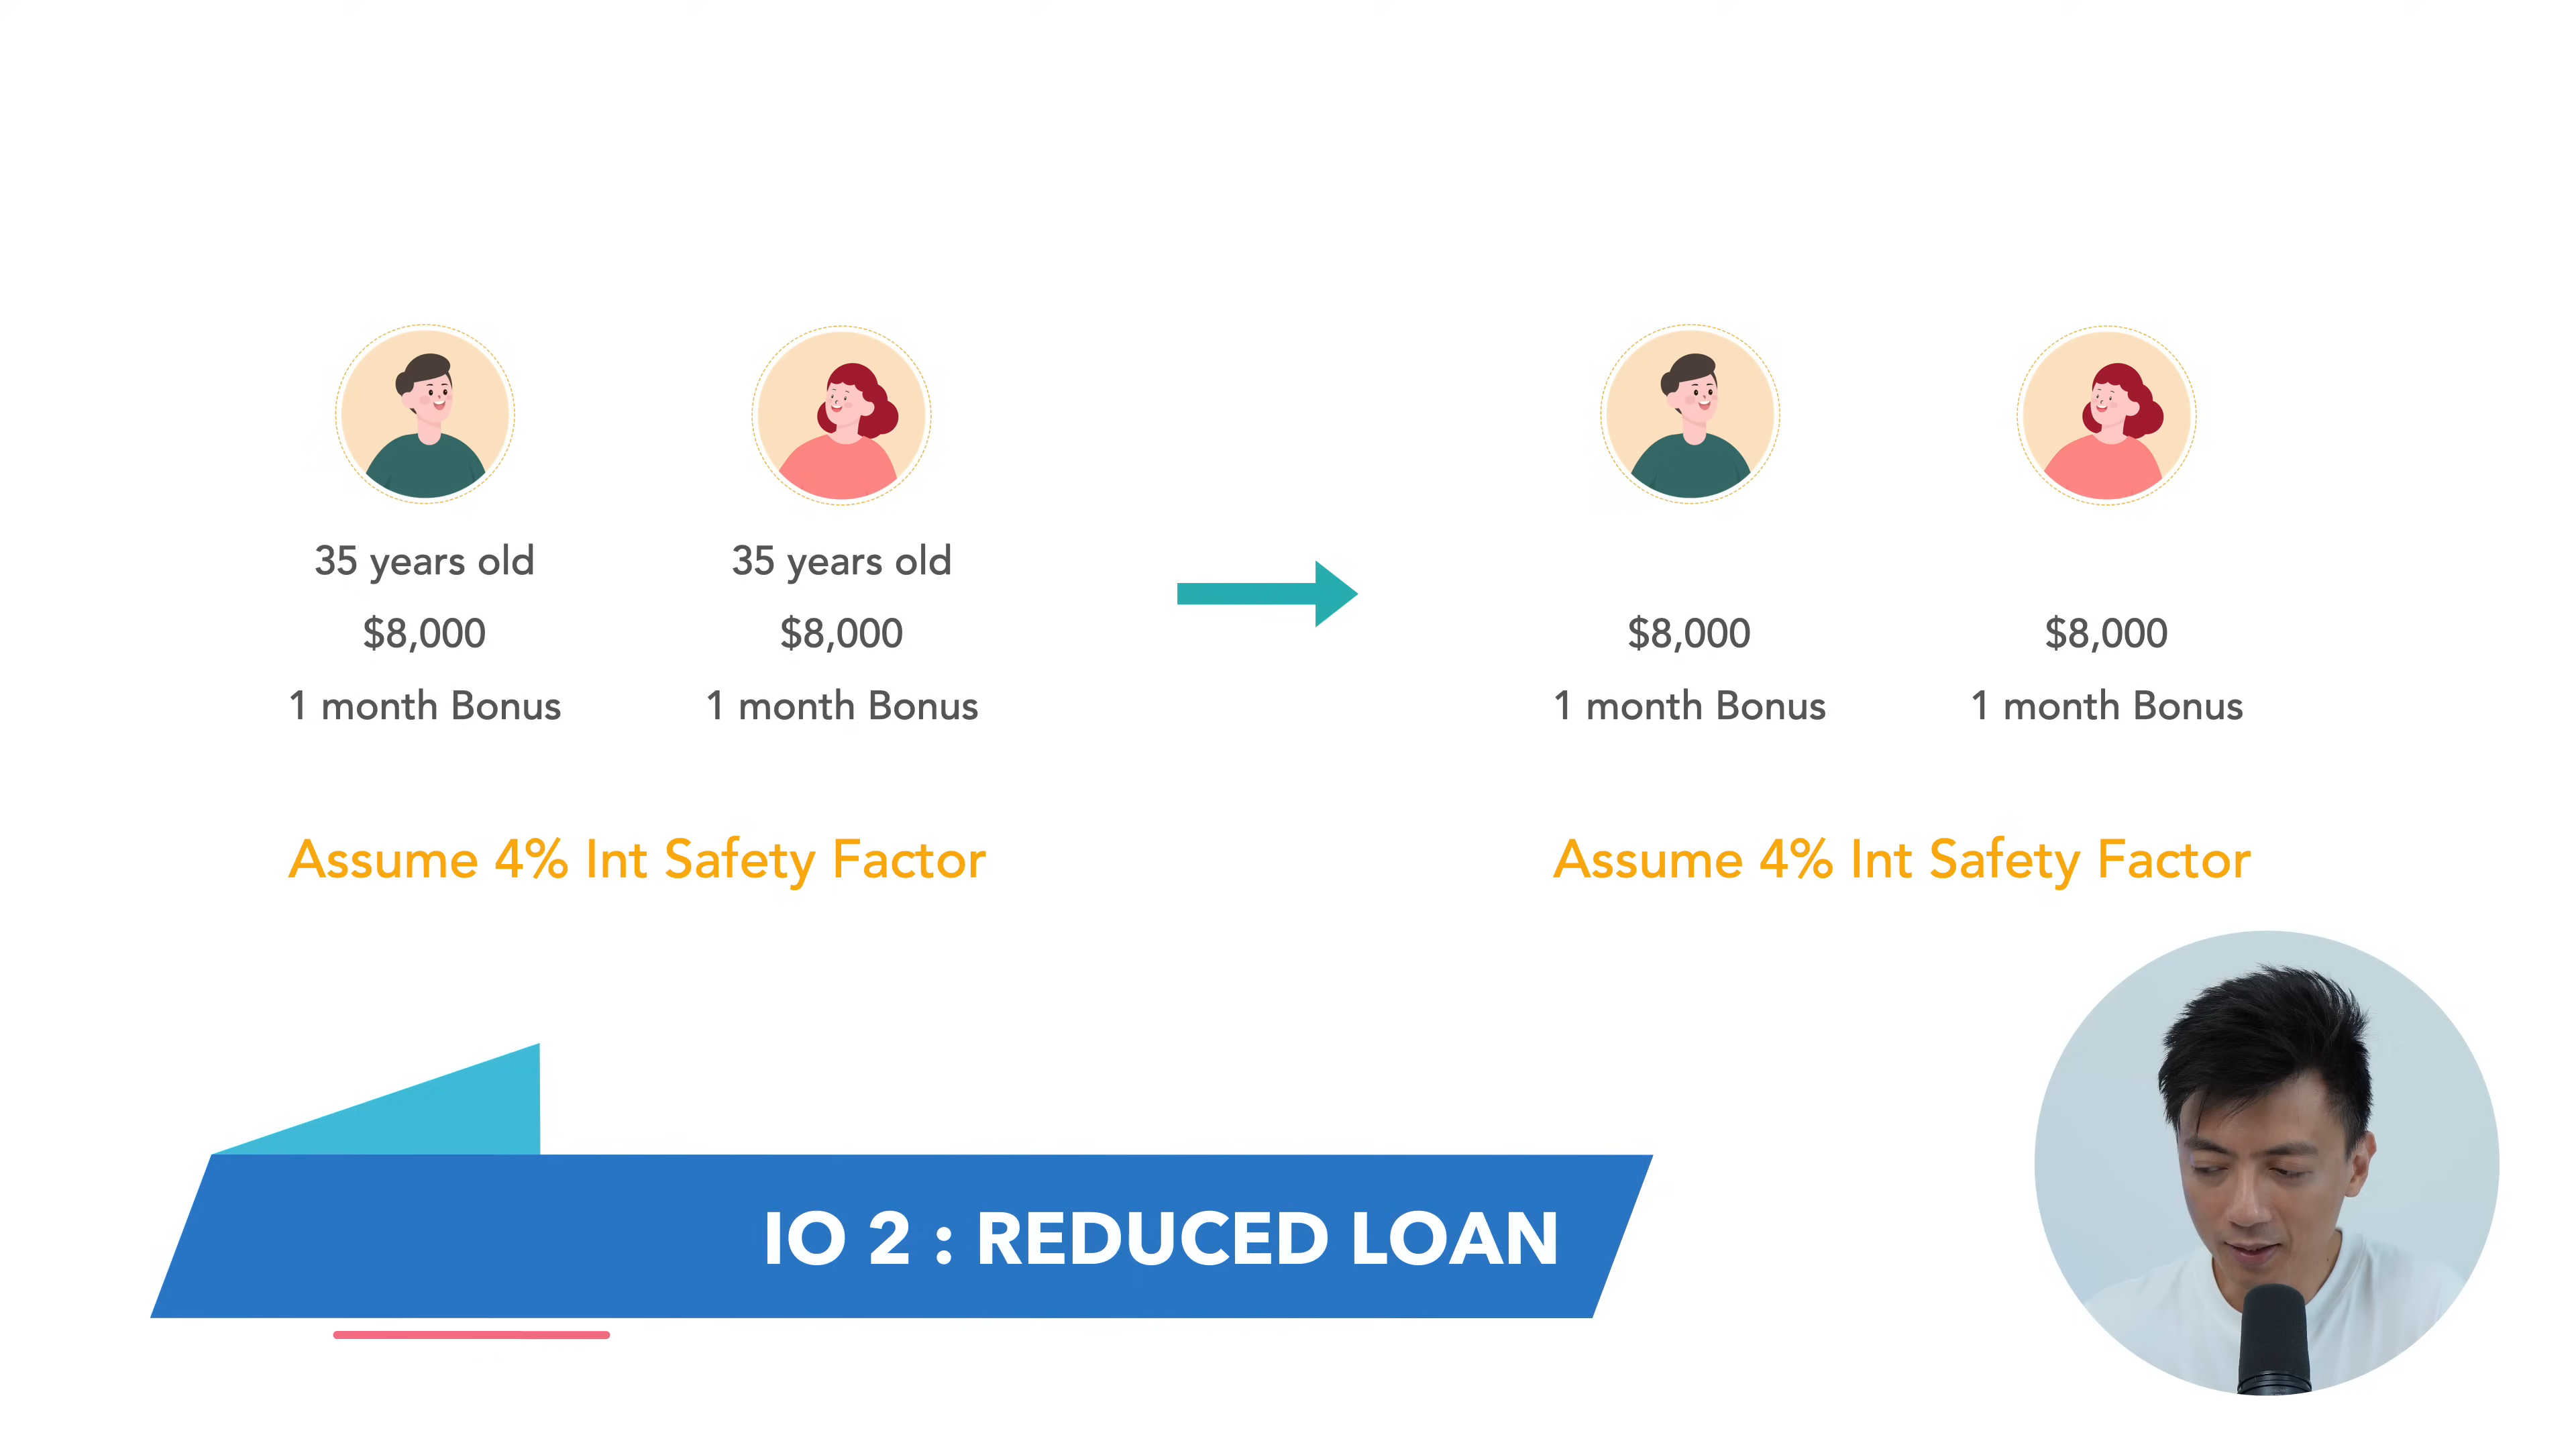 35 years old
35 years old
$8,000
$8,000
$8,000
$8,000
1 month Bonus
1 month Bonus
1 month Bonus
1 month Bonus
Assume 4% Int Safety Factor
Assume 4% Int Safety Factor
IO 2 : REDUCED LOAN